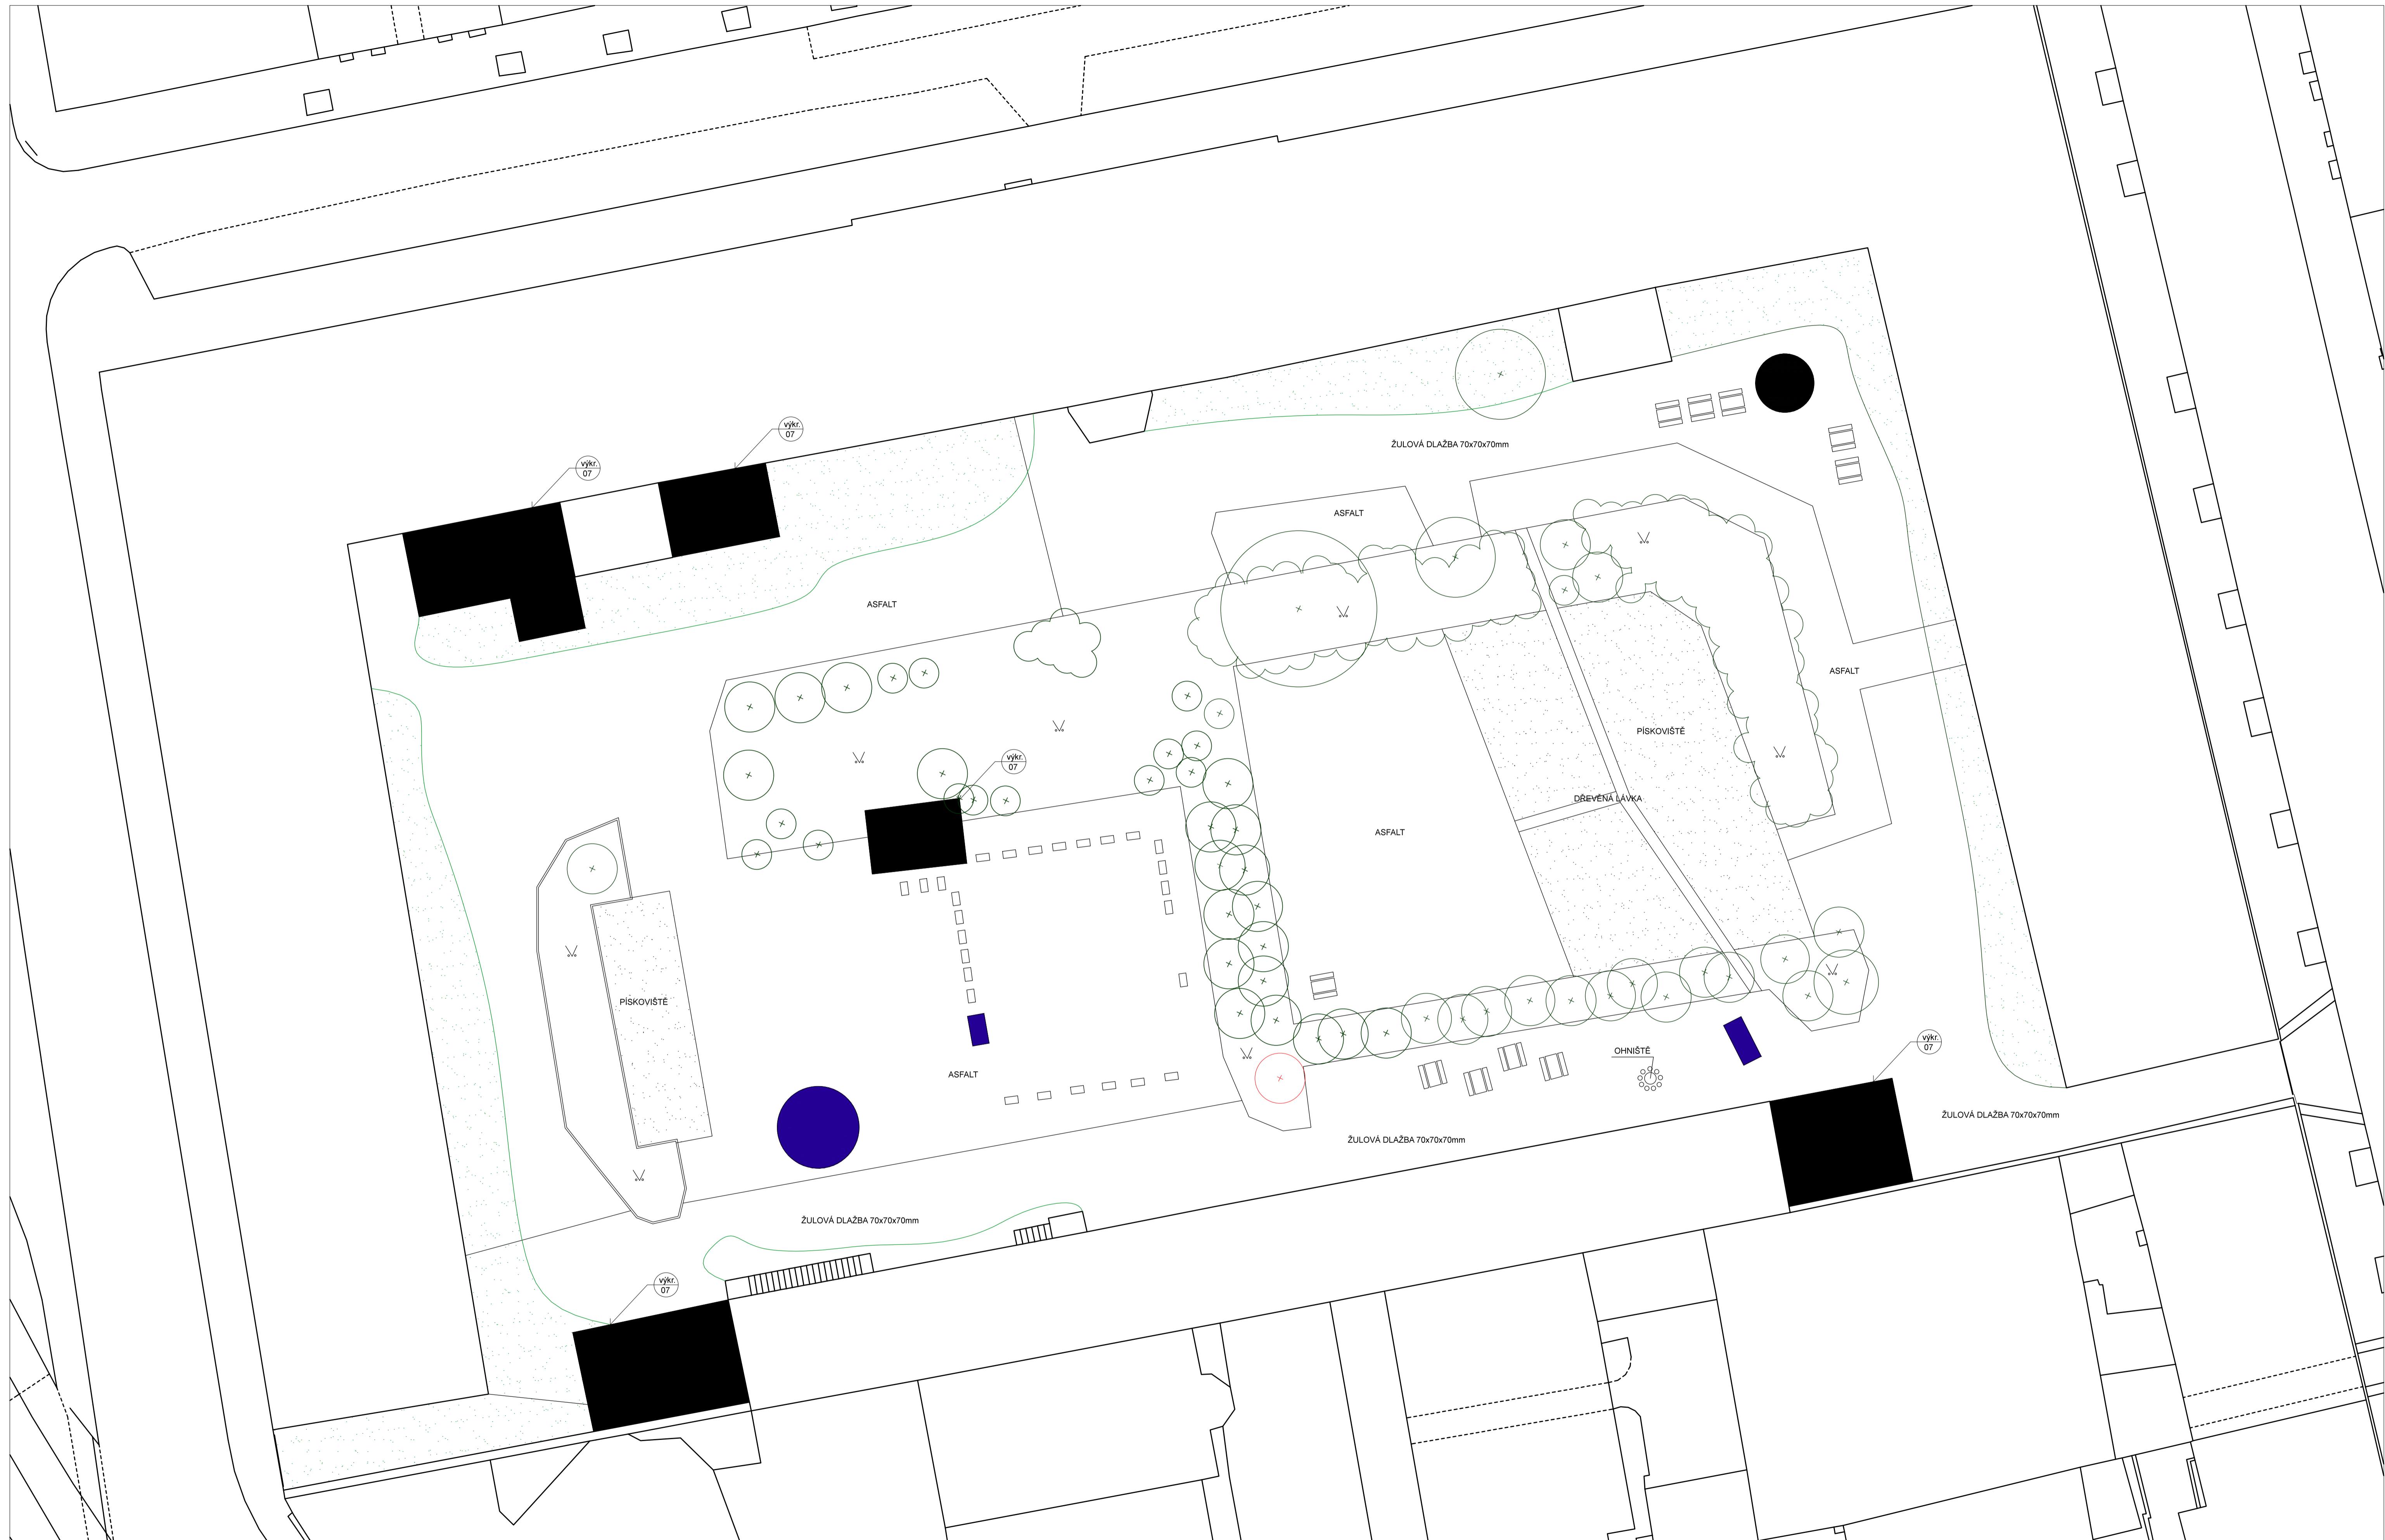 výkr.
07
výkr.
07
ŽULOVÁ DLAŽBA 70x70x70mm
ASFALT
ASFALT
ASFALT
PÍSKOVIŠTĚ
výkr.
07
DŘEVĚNÁ LÁVKA
ASFALT
PÍSKOVIŠTĚ
výkr.
07
OHNIŠTĚ
ASFALT
ŽULOVÁ DLAŽBA 70x70x70mm
ŽULOVÁ DLAŽBA 70x70x70mm
ŽULOVÁ DLAŽBA 70x70x70mm
výkr.
07